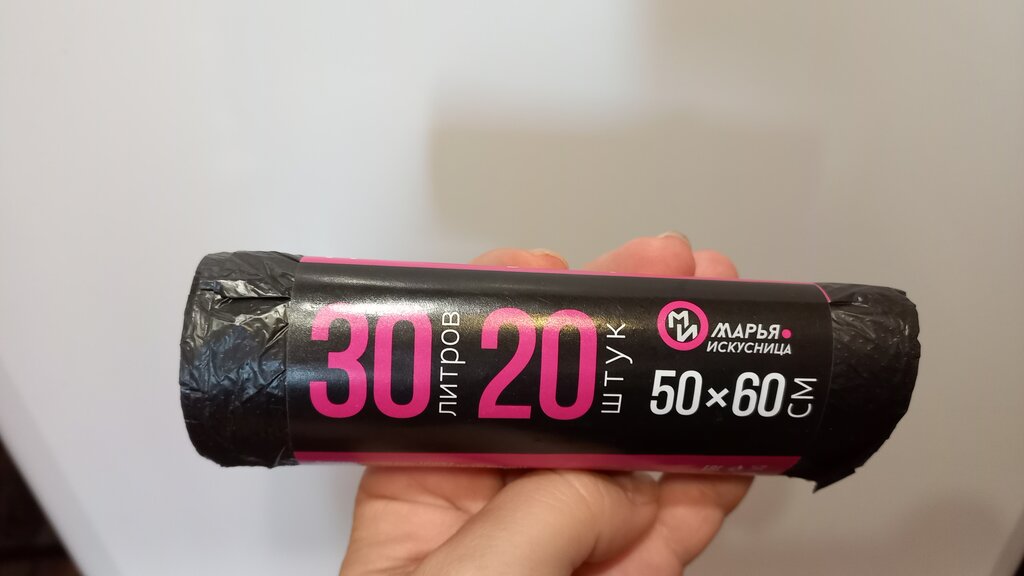 30 ЛИТРОВ
20 ШТУК
МИ
МАРЬЯ.
ИСКУСНИЦА
50×60 СМ